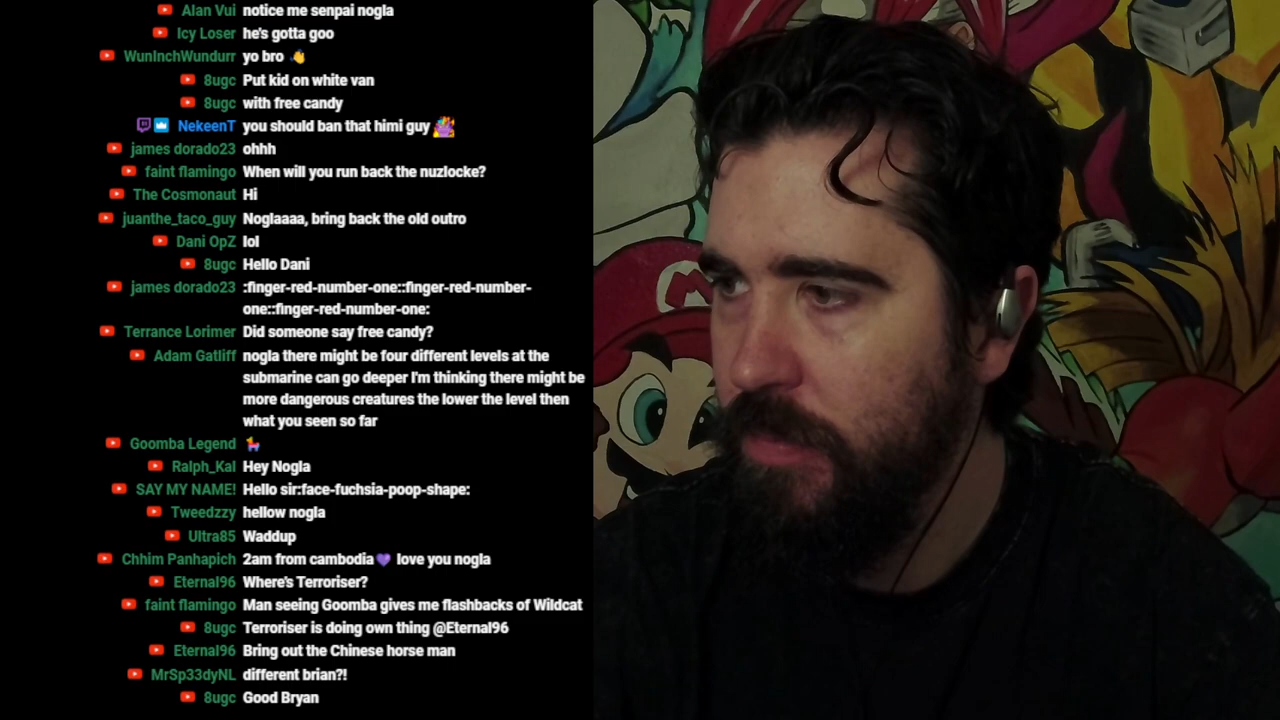 Alan Vui notice me senpai nogla
Icy Loser he's gotta goo
WunInchWundurr yo bro 👋
8ugc Put kid on white van
8ugc with free candy
NekeenT you should ban that himi guy
james dorado23 ohhh
faint flamingo When will you run back the nuzlocke?
The Cosmonaut Hi
juanthe_taco_guy Noglaaaa, bring back the old outro
Dani OpZ lol
8ugc Hello Dani
james dorado23 :finger-red-number-one::finger-red-number-
one::finger-red-number-one:
Terrance Lorimer Did someone say free candy?
Adam Gatliff nogla there might be four different levels at the
submarine can go deeper I'm thinking there might be
more dangerous creatures the lower the level then
what you seen so far
Goomba Legend
Ralph_Kal Hey Nogla
SAY MY NAME! Hello sir:face-fuchsia-poop-shape:
Tweedzzy hellow nogla
Ultra85 Waddup
Chhim Panhapich 2am from cambodia💜 love you nogla
Eternal96 Where's Terroriser?
faint flamingo Man seeing Goomba gives me flashbacks of Wildcat
8ugc Terroriser is doing own thing @Eternal96
Eternal96 Bring out the Chinese horse man
MrSp33dyNL different brian?!
8ugc Good Bryan
M